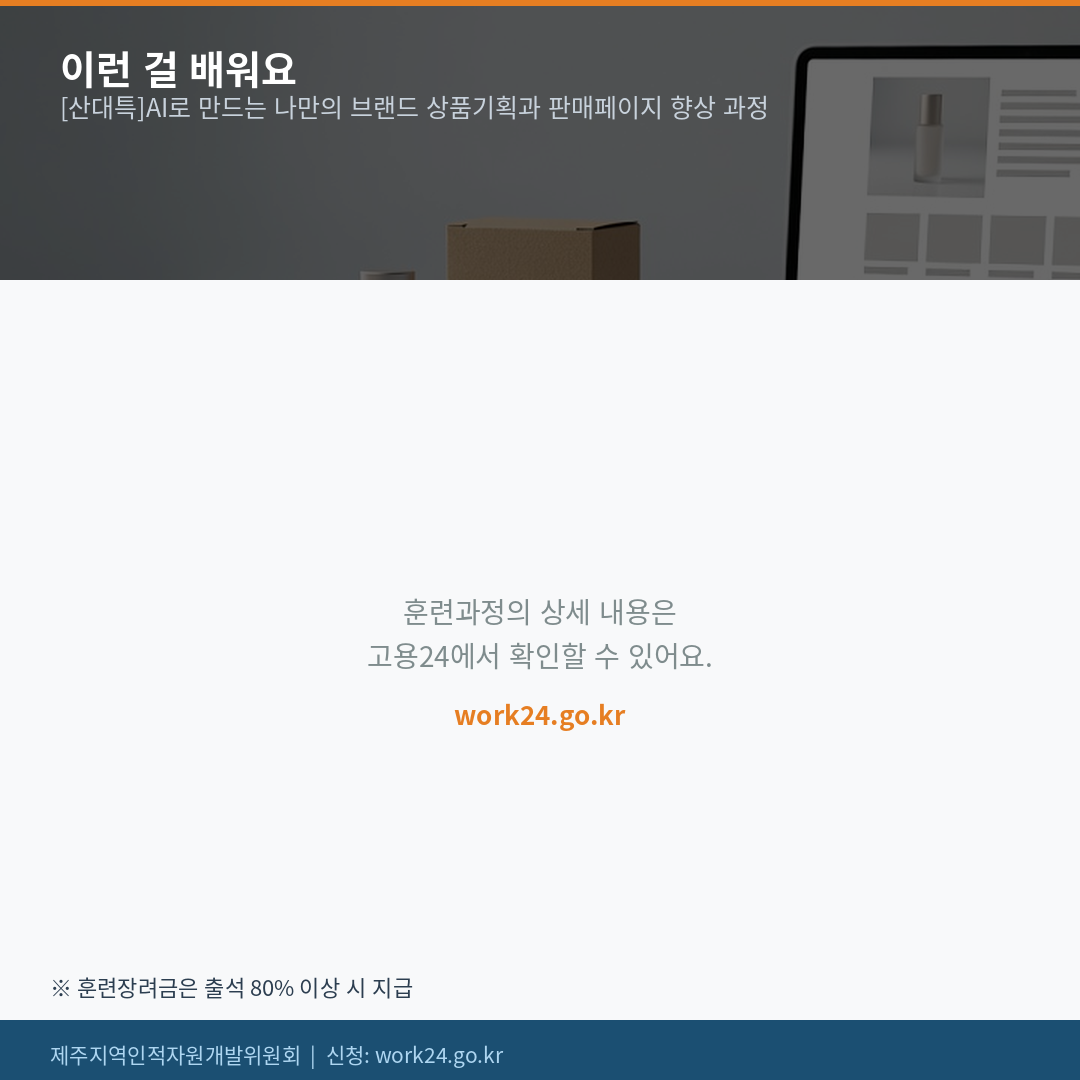 이런 걸 배워요
[산대특]AI로 만드는 나만의 브랜드 상품기획과 판매페이지 향상 과정
훈련과정의 상세 내용은
고용24에서 확인할 수 있어요.
work24.go.kr
※ 훈련장려금은 출석 80% 이상 시 지급
제주지역인적자원개발위원회 | 신청: work24.go.kr